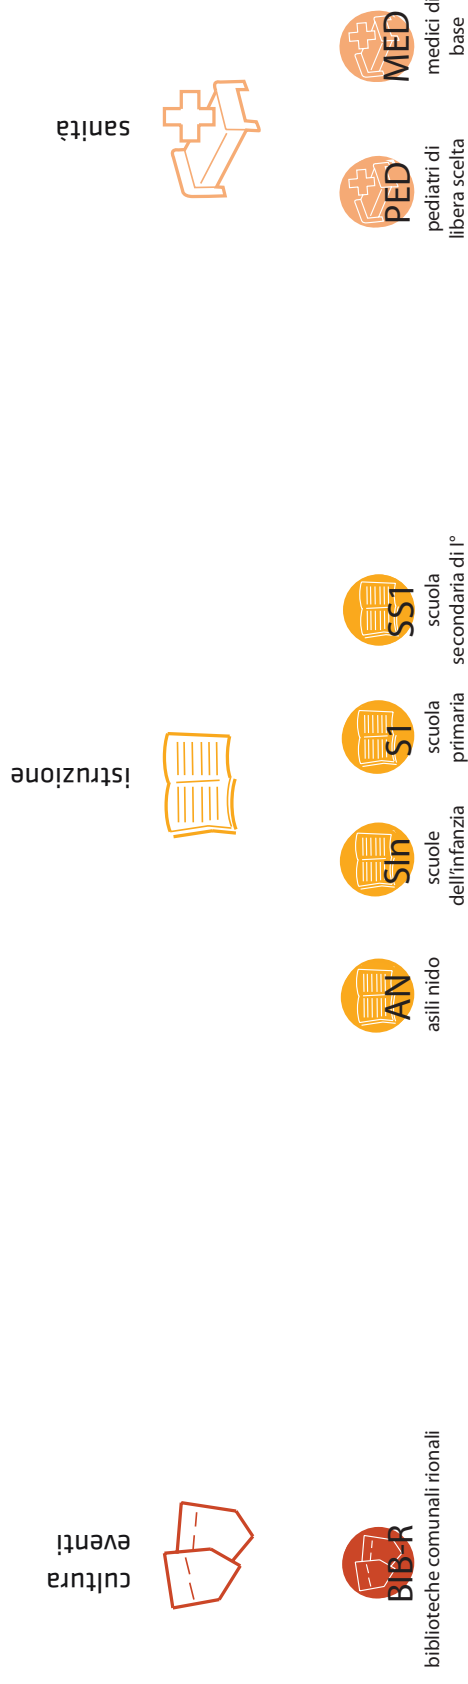 sanità
MED
medici di
base
PED
pediatri di
libera scelta
istruzione
SS1
scuola
secondaria di I°
S1
scuola
primaria
SIn
scuole
dell'infanzia
AN
asili nido
cultura
eventi
BIB-R
biblioteche comunali rionali